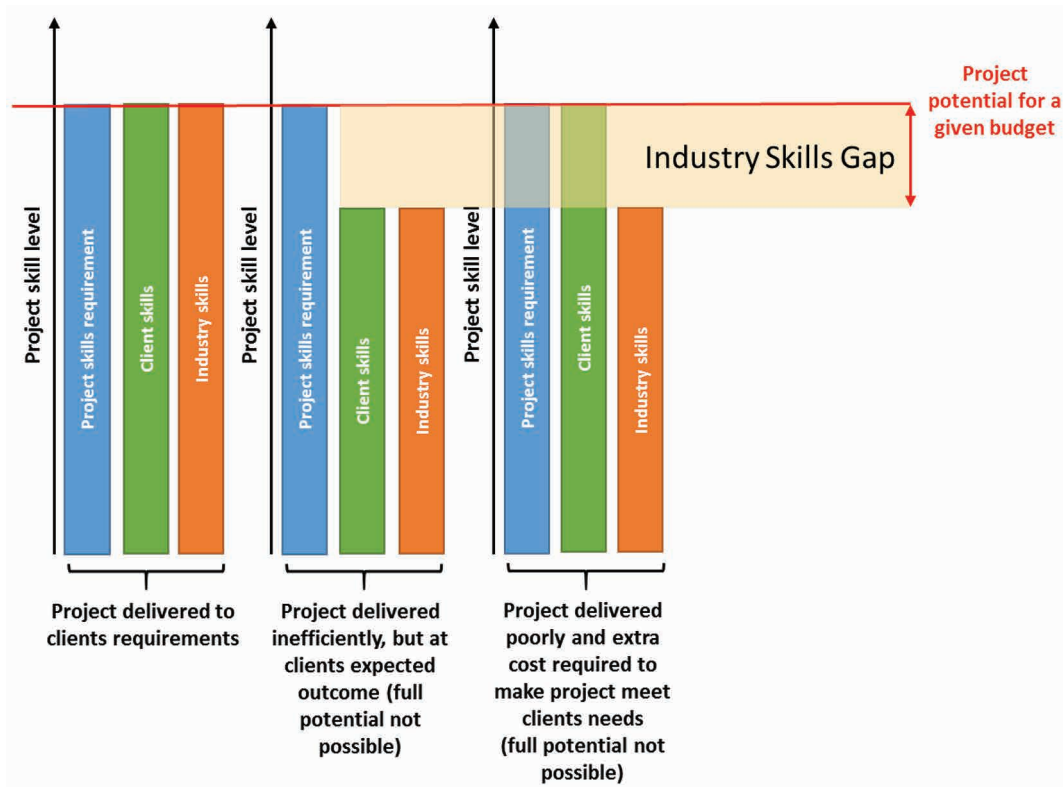 Project
potential for a
given budget
Industry Skills Gap
Project skill level
Project skills requirement
Client skills
Industry skills
Project skill level
Project skills requirement
Client skills
Industry skills
Project skill level
Project skills requirement
Client skills
Industry skills
Project delivered to
clients requirements
Project delivered
inefficiently, but at
clients expected
outcome (full
potential not
possible)
Project delivered
poorly and extra
cost required to
make project meet
clients needs
(full potential not
possible)